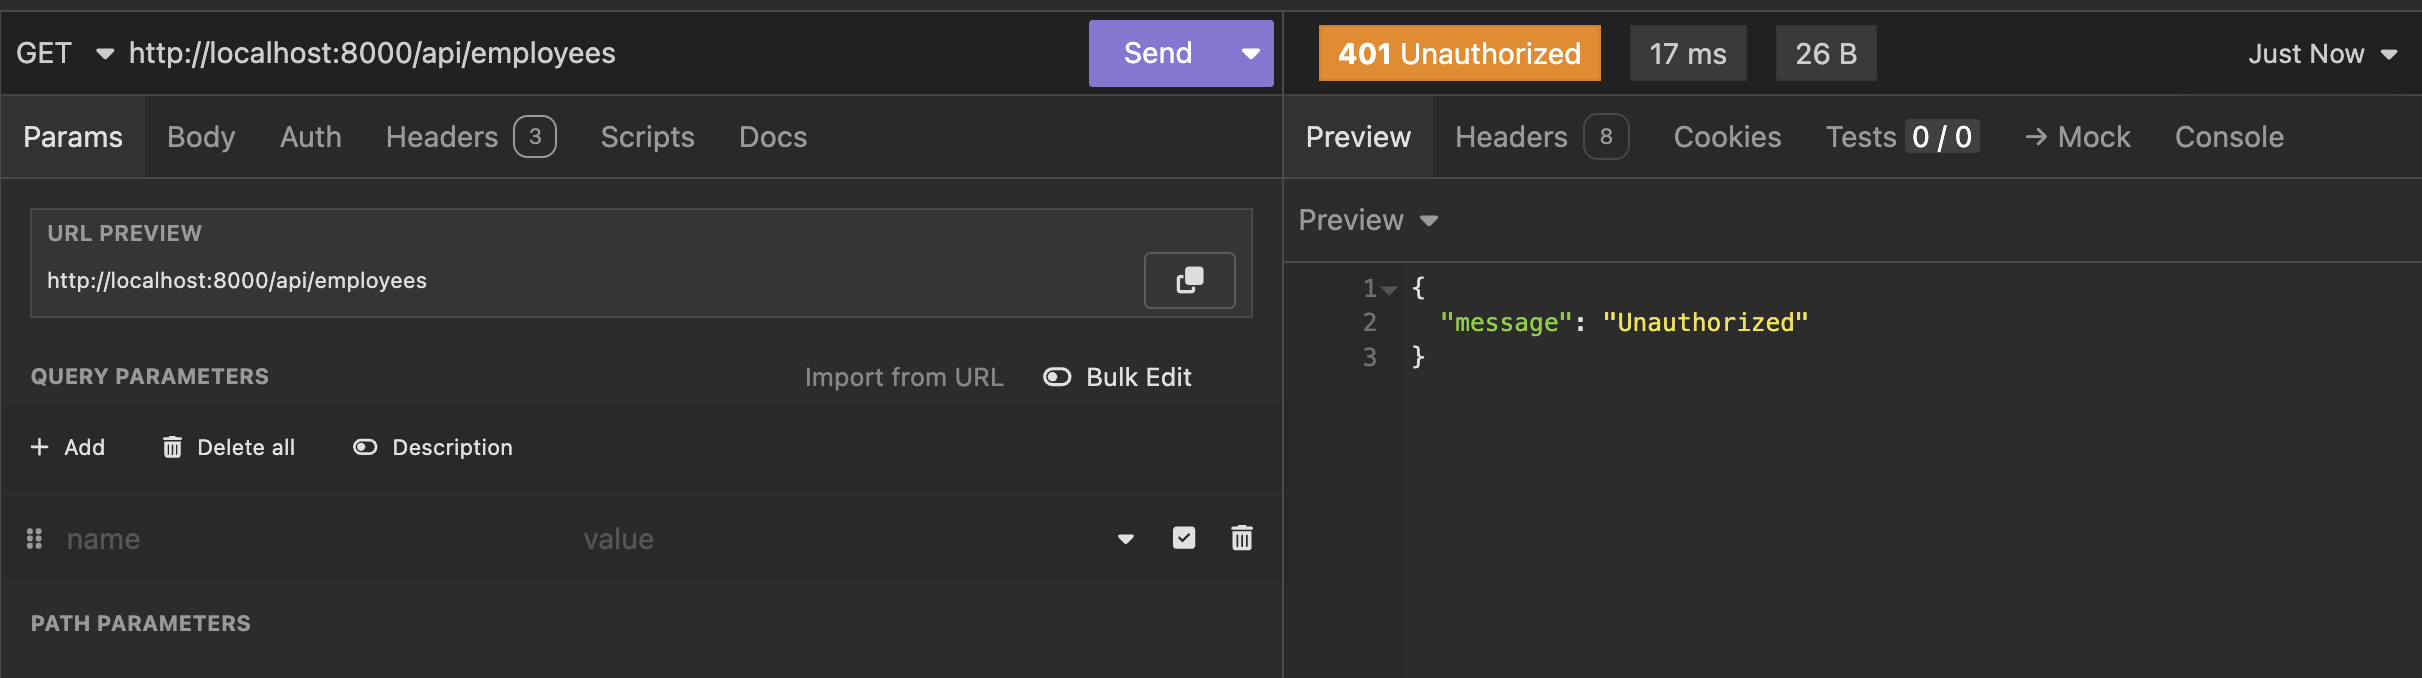 GET http://localhost:8000/api/employees Send
401 Unauthorized 17 ms 26 B Just Now
Params Body Auth Headers 3 Scripts Docs
Preview Headers 8 Cookies Tests 0 / 0 → Mock Console
URL PREVIEW
http://localhost:8000/api/employees
QUERY PARAMETERS Import from URL Bulk Edit
+ Add Delete all Description
name value
PATH PARAMETERS
Preview
1 {
2 "message": "Unauthorized"
3 }